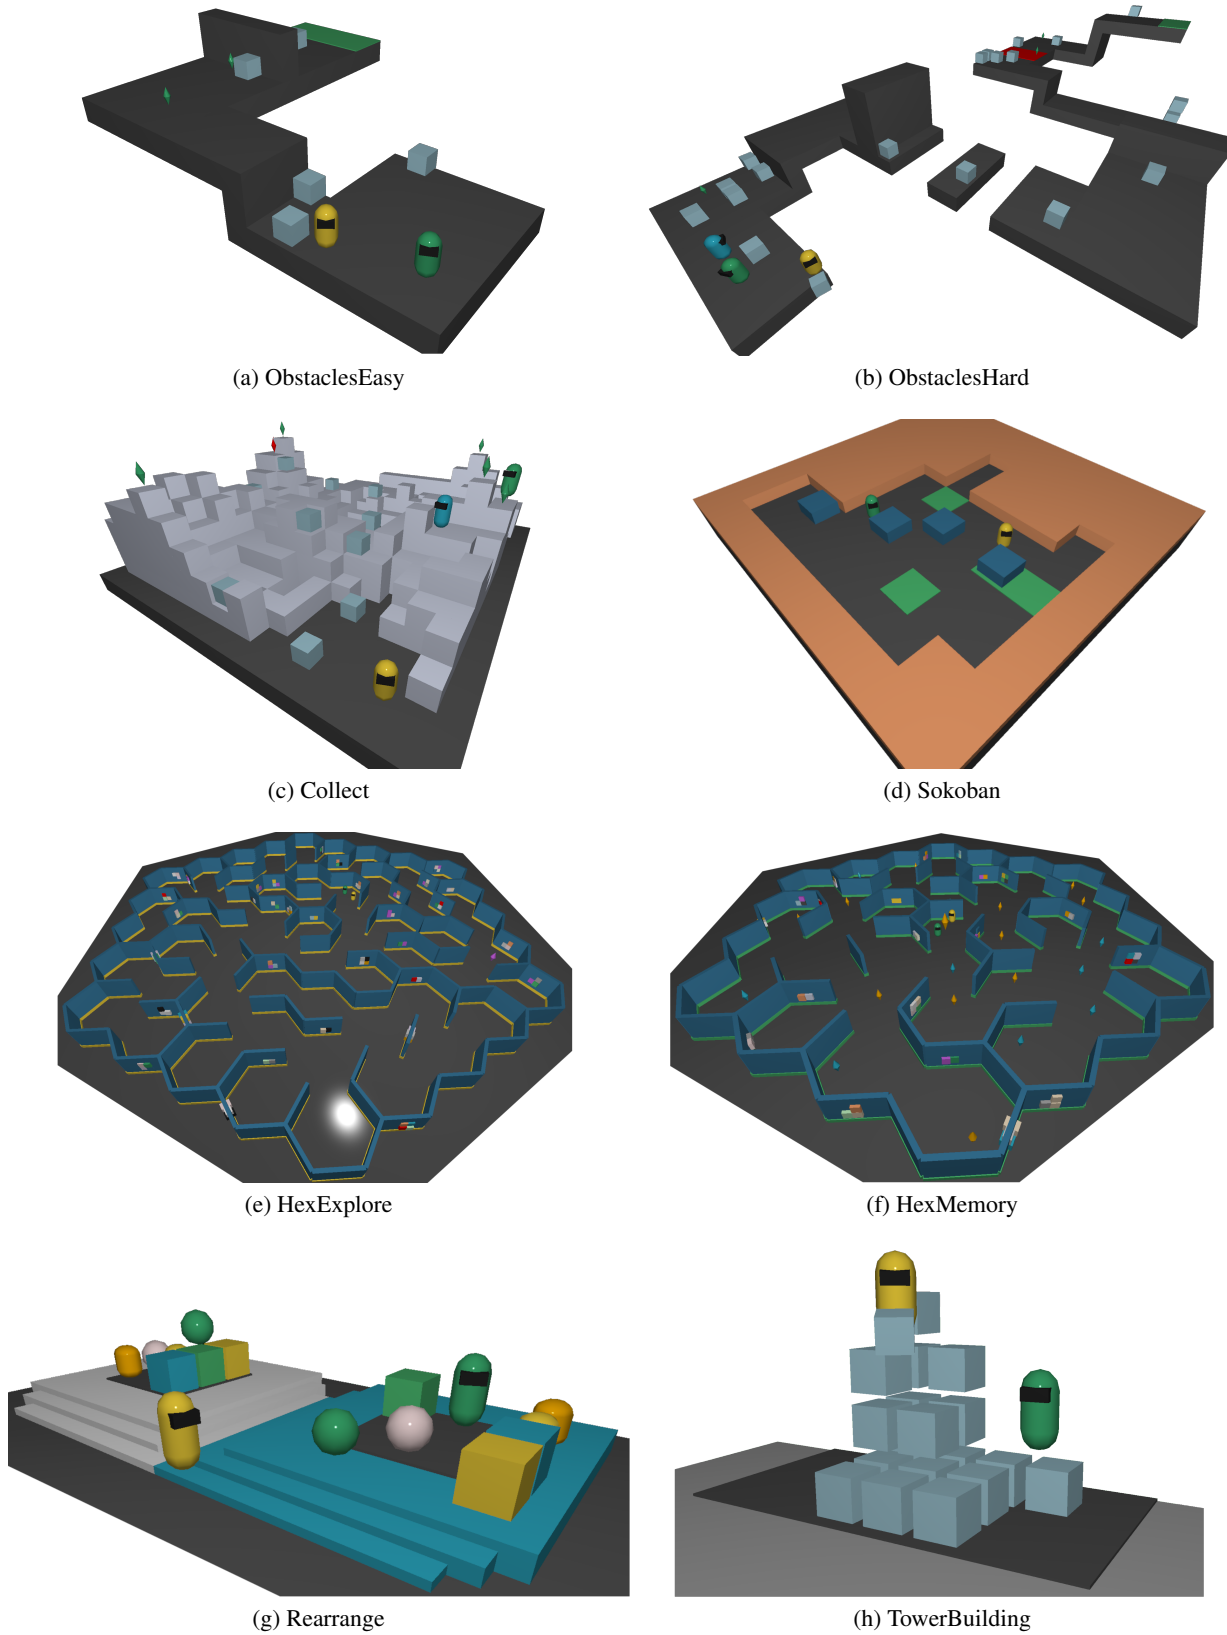 (a) ObstaclesEasy
(b) ObstaclesHard
(c) Collect
(d) Sokoban
(e) HexExplore
(f) HexMemory
(g) Rearrange
(h) TowerBuilding